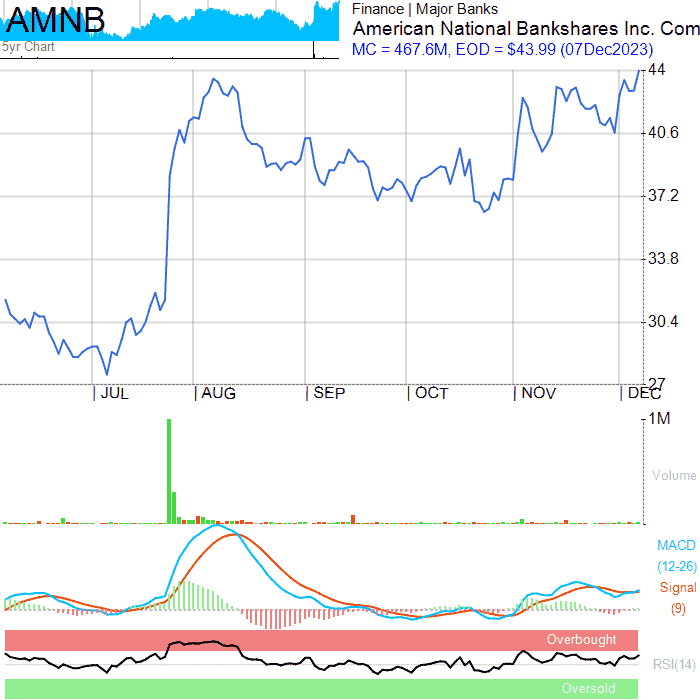 AMNB
5yr Chart
Finance | Major Banks
American National Bankshares Inc. Com
MC = 467.6M, EOD = $43.99 (07Dec2023)
44
40.6
37.2
33.8
30.4
27
JUL AUG SEP OCT NOV DEC
1M
Volume
MACD
(12-26)
Signal
(9)
Overbought
RSI(14)
Oversold